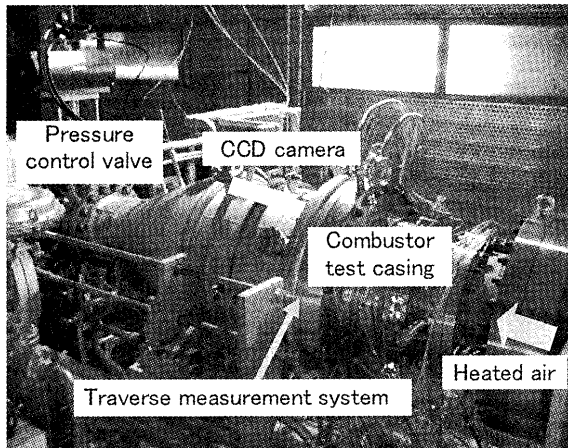 Pressure
control valve
CCD camera
Combustor
test casing
Traverse measurement system
Heated air